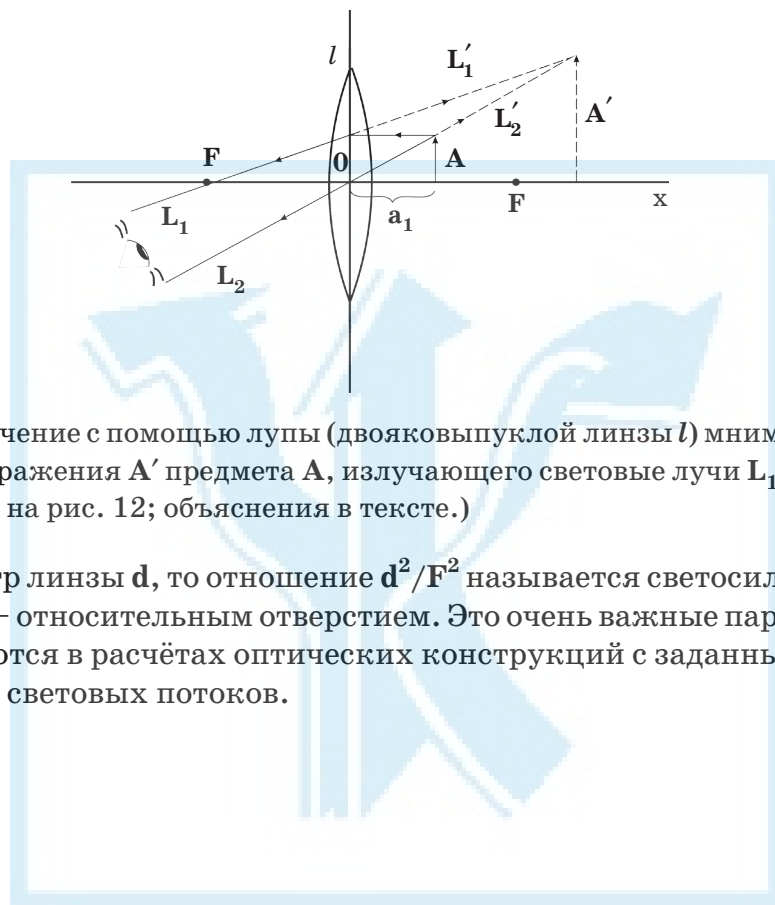 l
L₁′
L₂′
A′
F
0
A
F
x
a₁
L₁
L₂
чение с помощью лупы (двояковыпуклой линзы l) мним
ражения A′ предмета A, излучающего световые лучи L₁
на рис. 12; объяснения в тексте.)
тр линзы d, то отношение d²/F² называется светосил
– относительным отверстием. Это очень важные пар
ются в расчётах оптических конструкций с заданны
световых потоков.